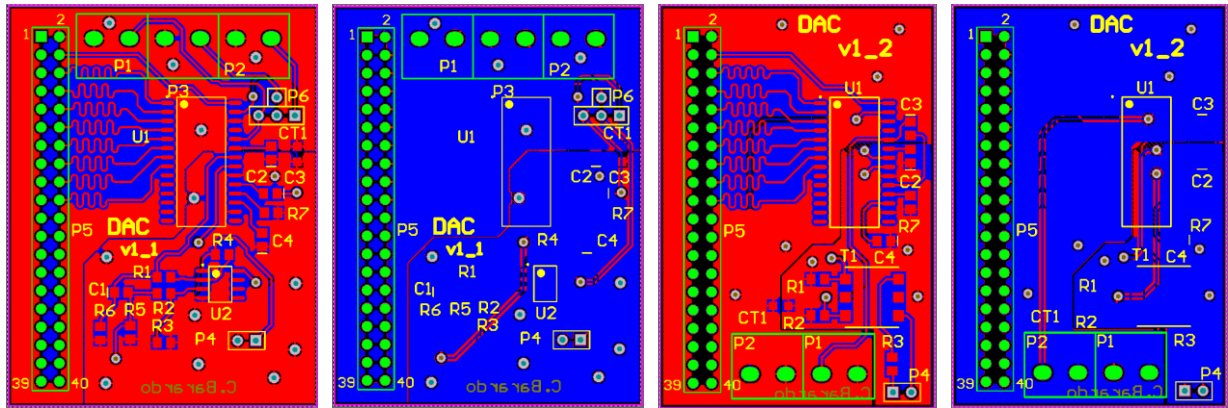 2
1
P1 P2
P3
P6
U1
CT1
C2 C3
R7
DAC
P5
v1_1
R4 C4
R1
C1
R6 R5 R2
U2
R3
P4
39 40
C.Barardo
2
1
P1 P2
P3
P6
U1
CT1
C2 C3
R7
DAC
P5
v1_1
R4 C4
R1
C1
R6 R5 R2
U2
R3
P4
39 40
C.Barardo
2
1
DAC
v1_2
U1
C3
C2
R7
P5
T1 C4
R1
CT1
R2
R3
P2 P1
P4
39 40
C.Barardo
2
1
DAC
v1_2
U1
C3
C2
R7
P5
T1 C4
R1
CT1
R2
R3
P2 P1
P4
39 40
C.Barardo